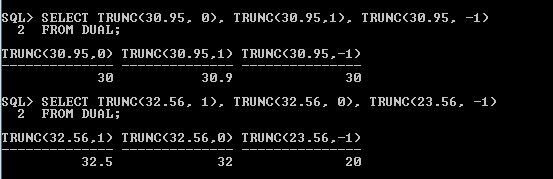 SQL> SELECT TRUNC(30.95, 0), TRUNC(30.95,1), TRUNC(30.95, -1)
2 FROM DUAL;
TRUNC(30.95,0) TRUNC(30.95,1) TRUNC(30.95,-1)
-------------- -------------- ---------------
30 30.9 30
SQL> SELECT TRUNC(32.56, 1), TRUNC(32.56, 0), TRUNC(23.56, -1)
2 FROM DUAL;
TRUNC(32.56,1) TRUNC(32.56,0) TRUNC(23.56,-1)
-------------- -------------- ---------------
32.5 32 20